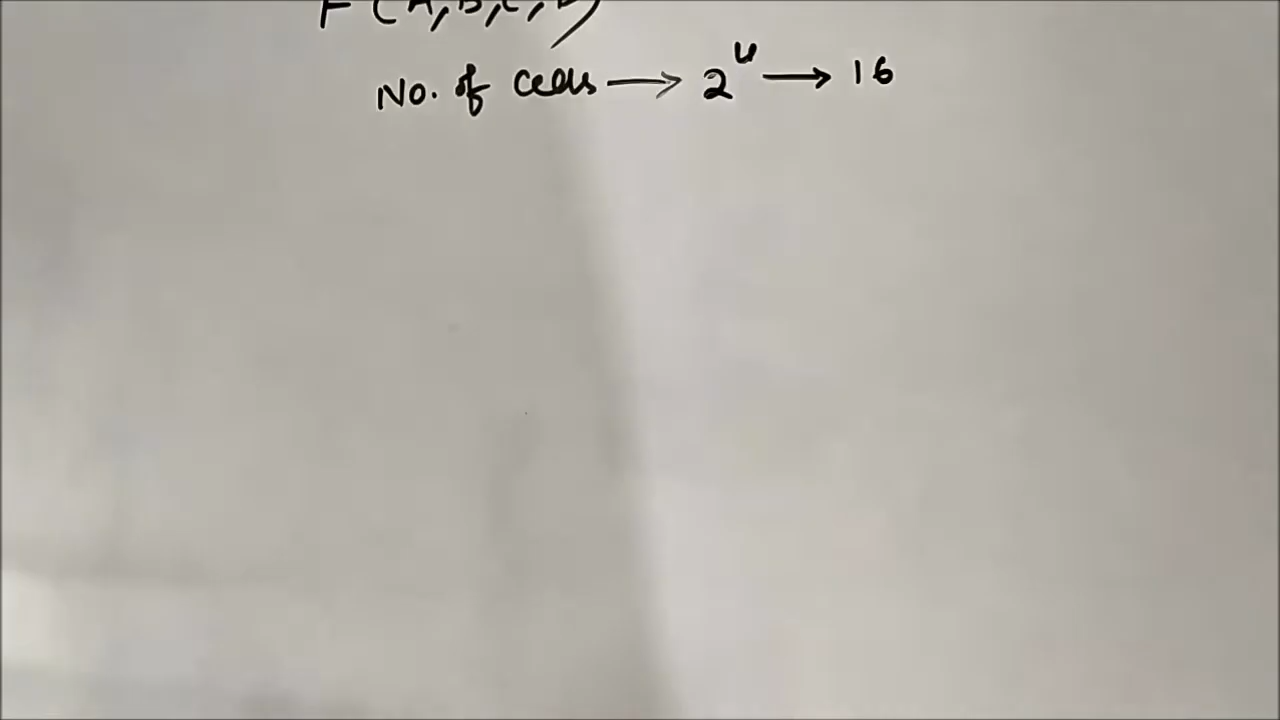 F (A,B,C,D)
No. of cells → 2⁴ → 16